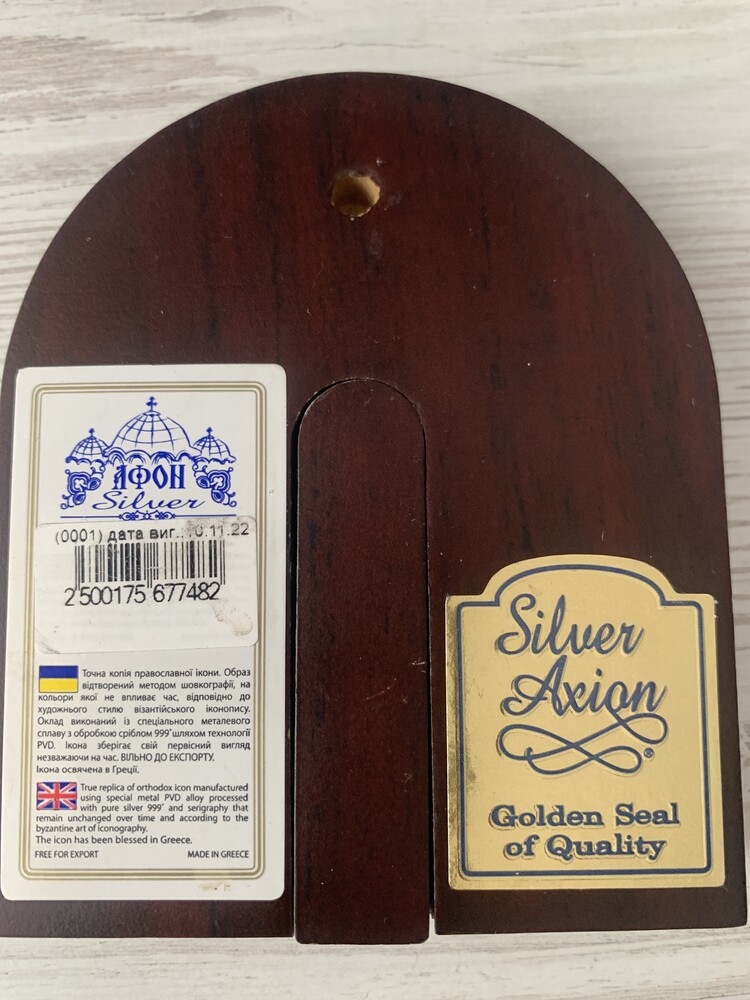 АФОН
Silver
(0001) дата виг.: 0.11.22
2 500175 677482
Точна копія православної ікони. Образ
відтворений методом шовкографії, на
кольори якої не впливає час, відповідно до
художнього стилю візантійського іконопису.
Оклад виконаний із спеціального металевого
сплаву з обробкою сріблом 999°шляхом технології
PVD. Ікона зберігає свій первісний вигляд
незважаючи на час. ВІЛЬНО ДО ЕКСПОРТУ.
Ікона освячена в Греції.
True replica of orthodox icon manufactured
using special metal PVD alloy processed
with pure silver 999° and serigraphy that
remain unchanged over time and according to the
byzantine art of iconography.
The icon has been blessed in Greece.
FREE FOR EXPORT MADE IN GREECE
Silver
Axion
®
Golden Seal
of Quality